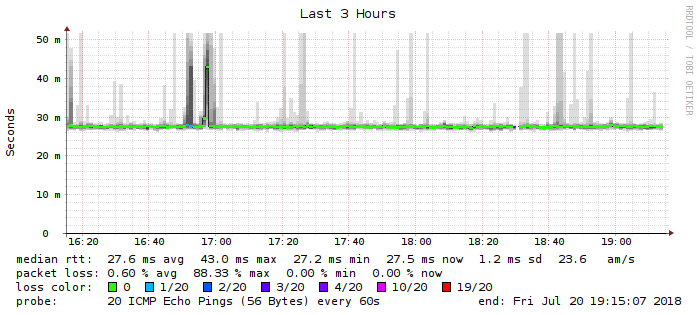 Last 3 Hours
RRDTOOL / TOBI OETIKER
Seconds
50 m
40 m
30 m
20 m
10 m
0
16:20 16:40 17:00 17:20 17:40 18:00 18:20 18:40 19:00
median rtt: 27.6 ms avg 43.0 ms max 27.2 ms min 27.5 ms now 1.2 ms sd 23.6 am/s
packet loss: 0.60 % avg 88.33 % max 0.00 % min 0.00 % now
loss color: 0 1/20 2/20 3/20 4/20 10/20 19/20
probe: 20 ICMP Echo Pings (56 Bytes) every 60s end: Fri Jul 20 19:15:07 2018